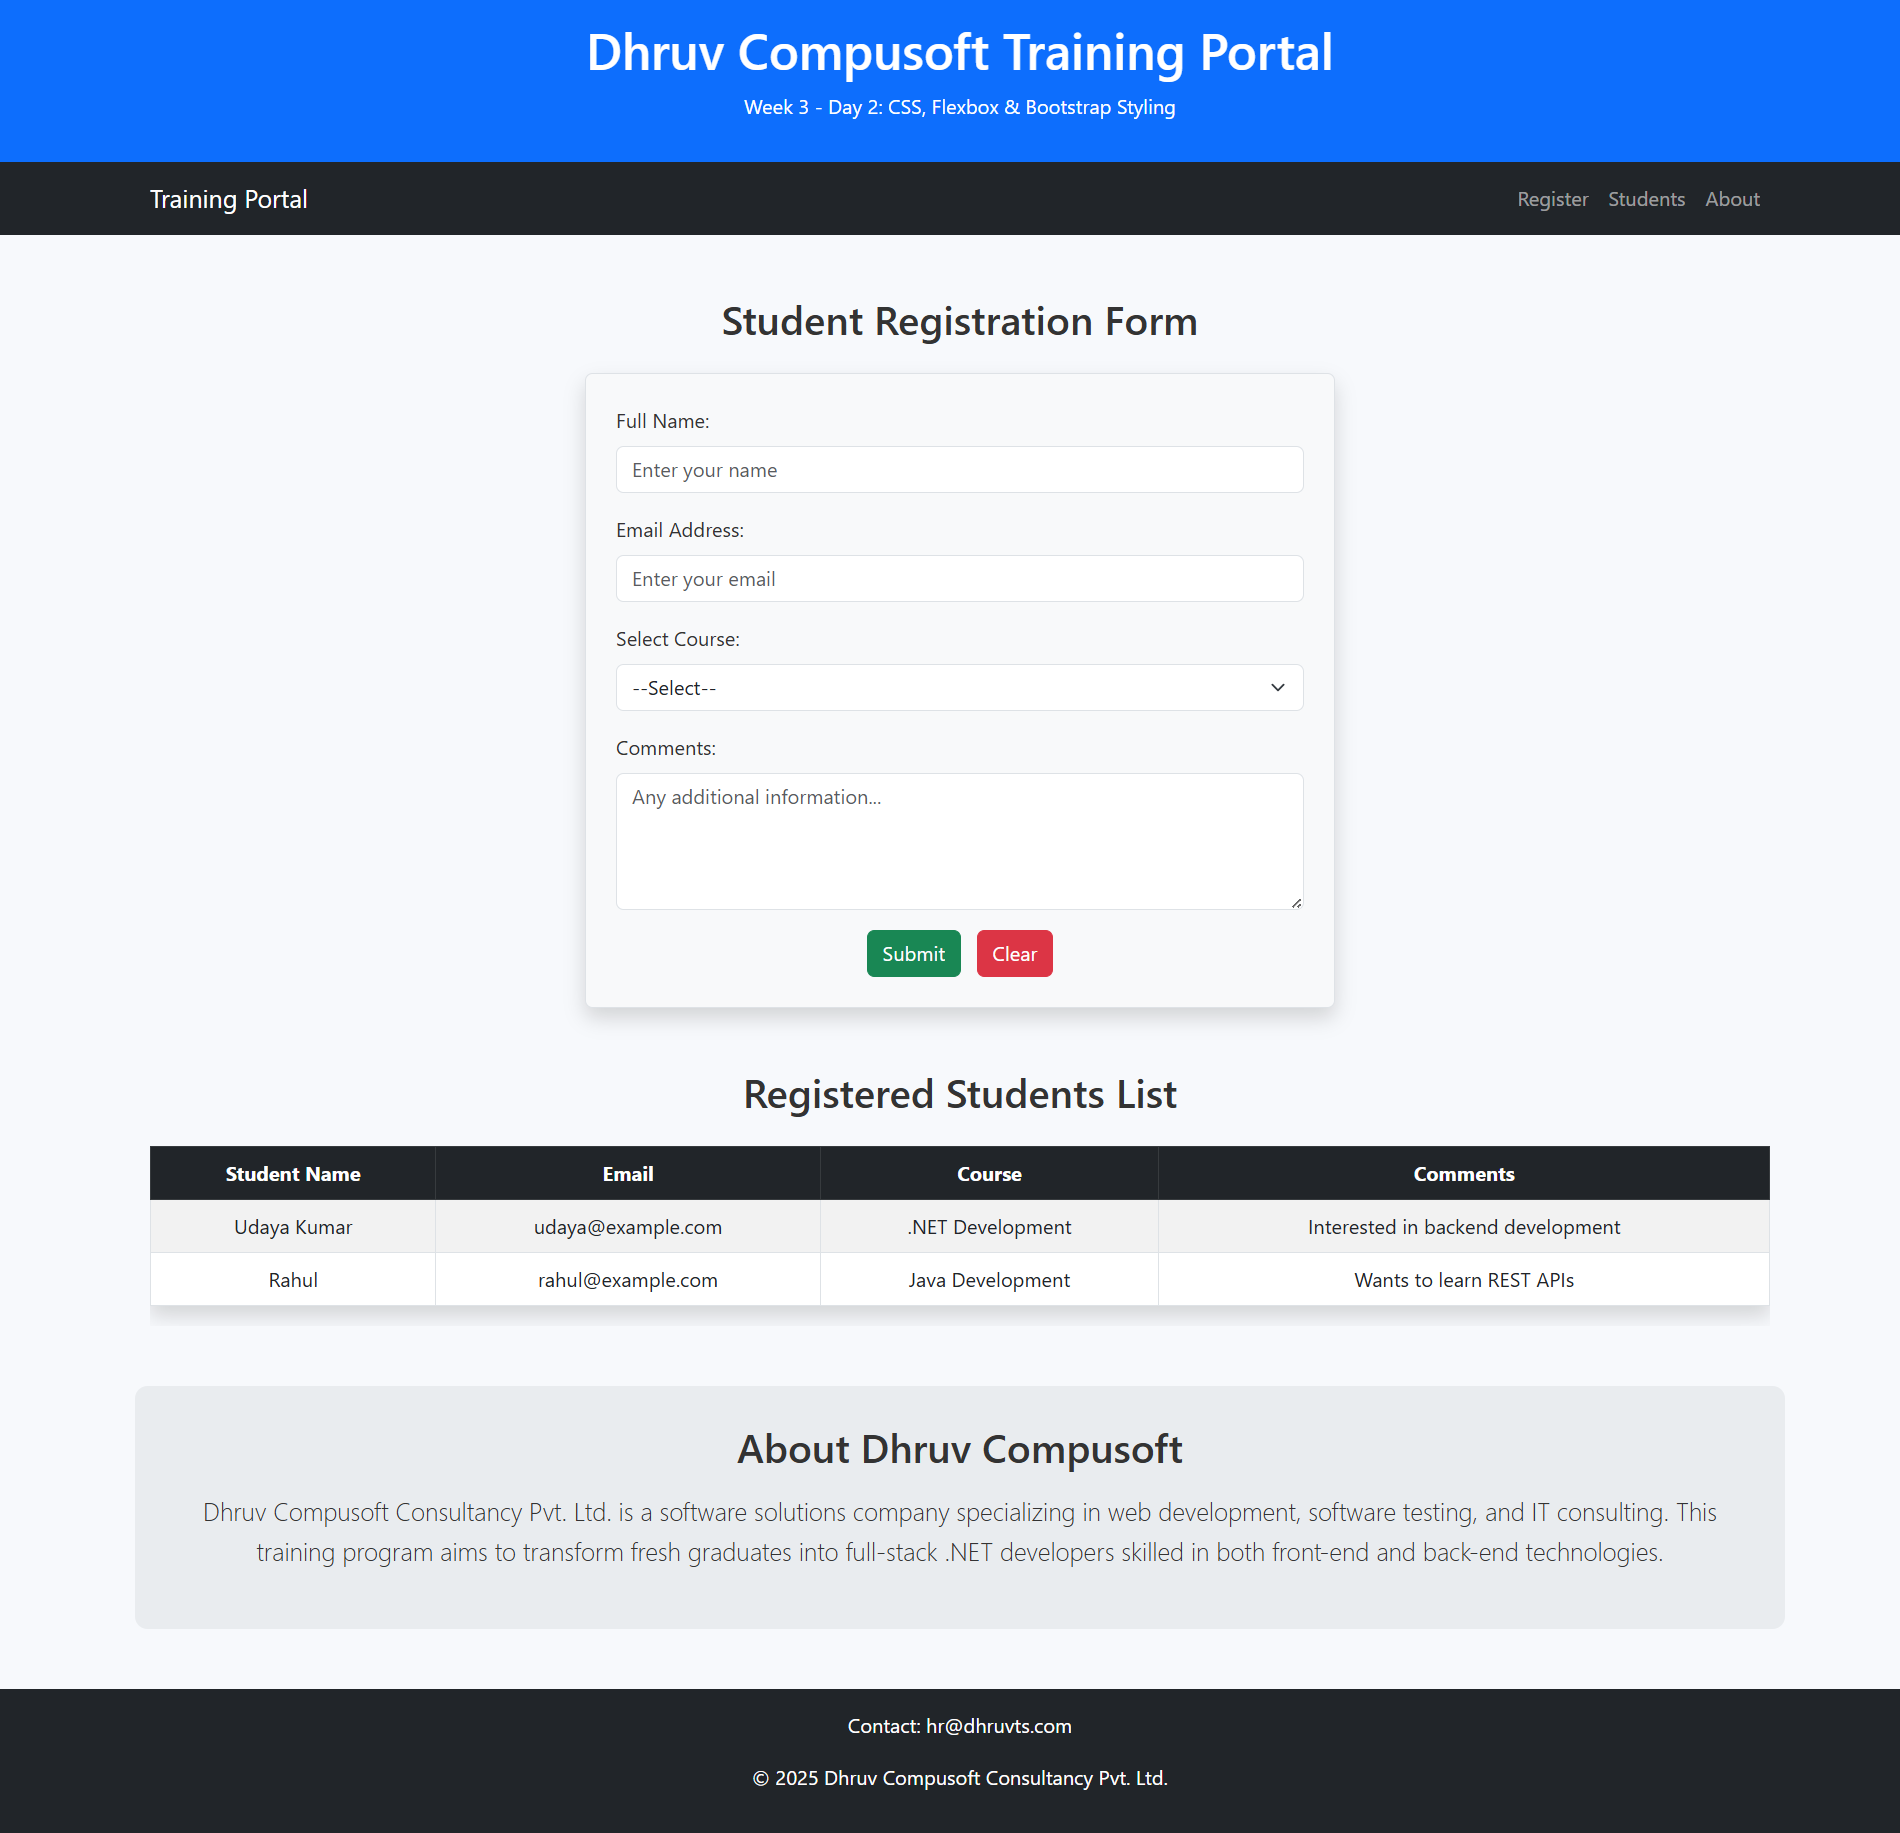 Dhruv Compusoft Training Portal
Week 3 - Day 2: CSS, Flexbox & Bootstrap Styling
Training Portal
Register Students About
Student Registration Form
Full Name:
Enter your name
Email Address:
Enter your email
Select Course:
--Select--
Comments:
Any additional information...
Submit Clear
Registered Students List
Student Name Email Course Comments
Udaya Kumar udaya@example.com .NET Development Interested in backend development
Rahul rahul@example.com Java Development Wants to learn REST APIs
About Dhruv Compusoft
Dhruv Compusoft Consultancy Pvt. Ltd. is a software solutions company specializing in web development, software testing, and IT consulting. This
training program aims to transform fresh graduates into full-stack .NET developers skilled in both front-end and back-end technologies.
Contact: hr@dhruvts.com
© 2025 Dhruv Compusoft Consultancy Pvt. Ltd.